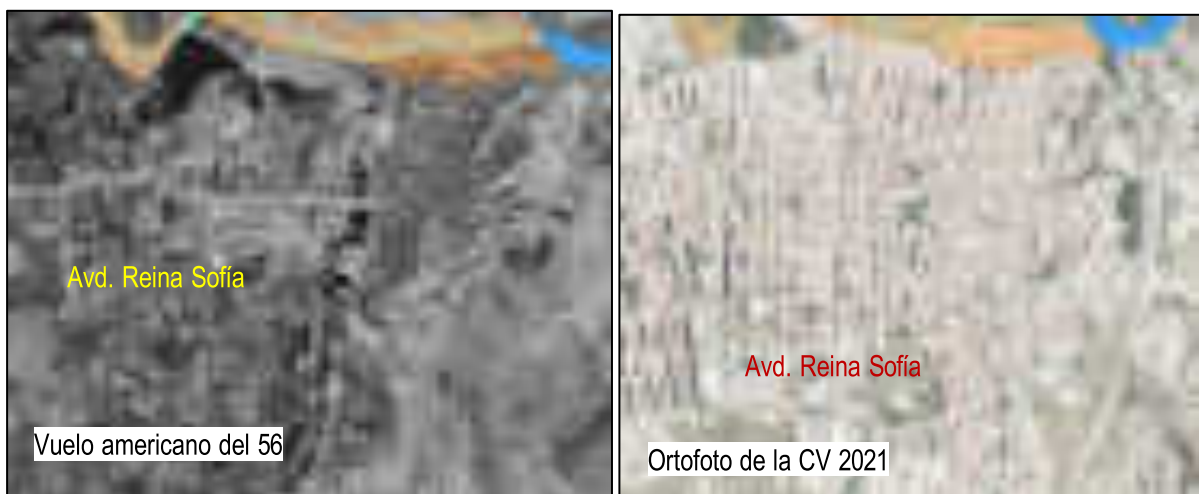 Avd. Reina Sofía
Vuelo americano del 56
Avd. Reina Sofía
Ortofoto de la CV 2021